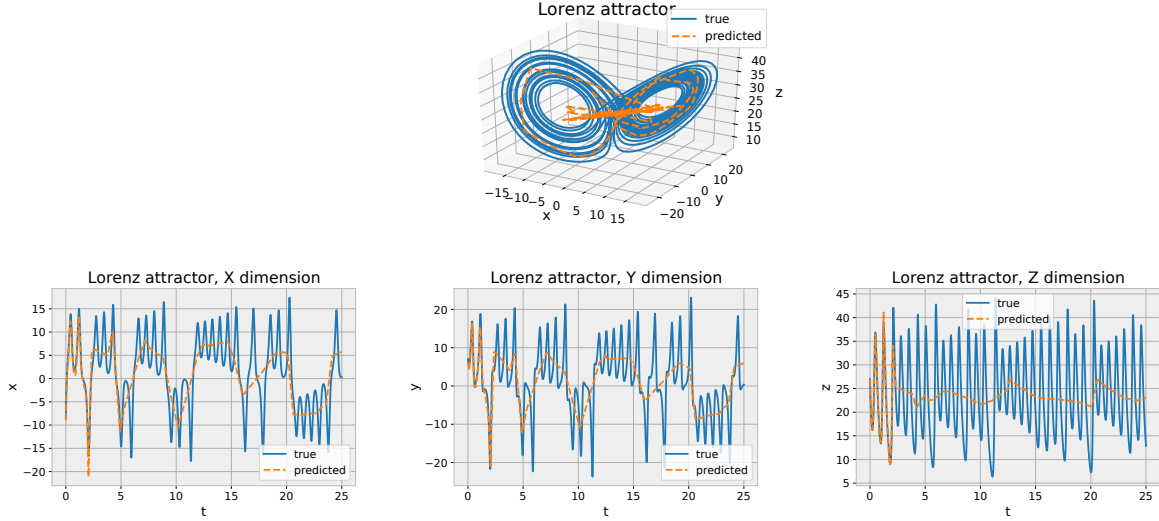 Lorenz attractor
true
predicted
40
35
30
25
20
15
10
z
−15
−10
−5
0
5
10
15
x
−20
−10
0
10
20
y
Lorenz attractor, X dimension
15
10
5
0
−5
−10
−15
−20
x
0 5 10 15 20 25
t
true
predicted
Lorenz attractor, Y dimension
20
10
0
−10
−20
y
0 5 10 15 20 25
t
true
predicted
Lorenz attractor, Z dimension
45
40
35
30
25
20
15
10
5
z
0 5 10 15 20 25
t
true
predicted